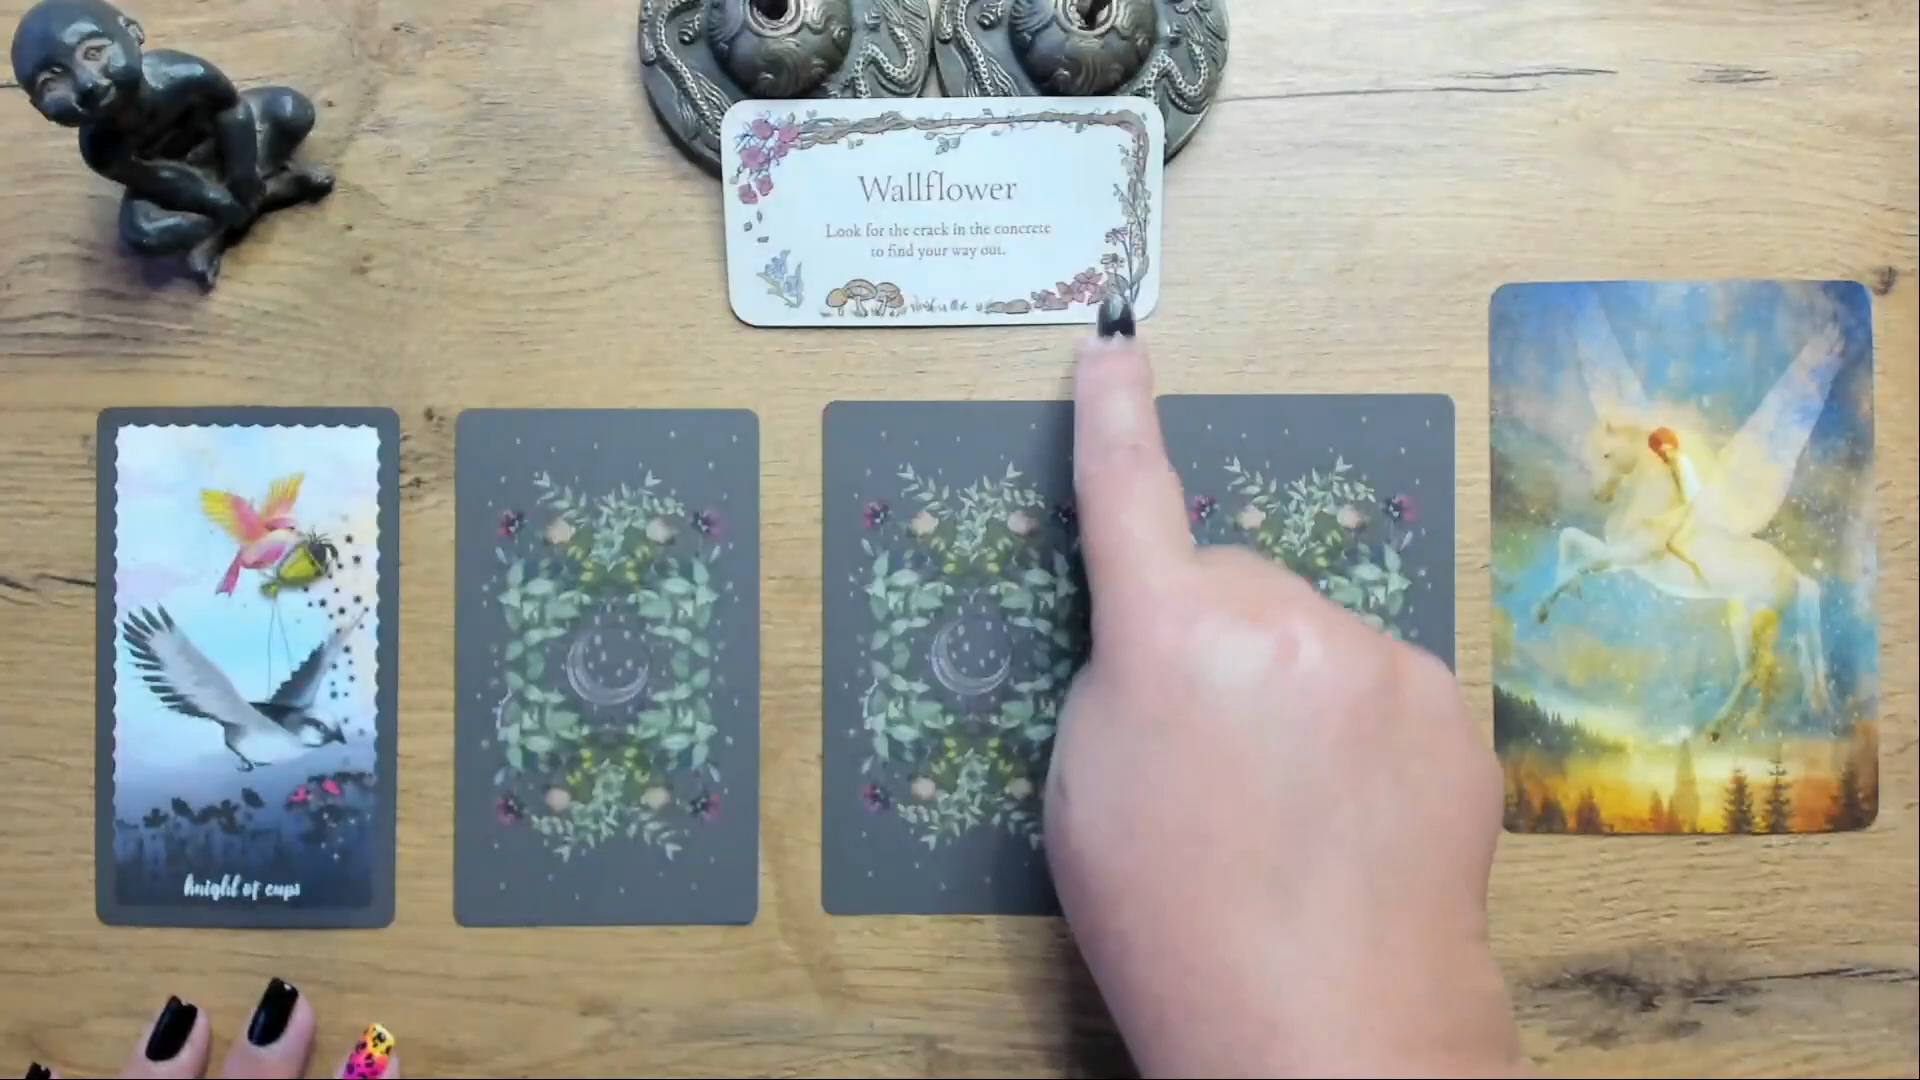 Wallflower
Look for the crack in the concrete
to find your way out.
knight of cups